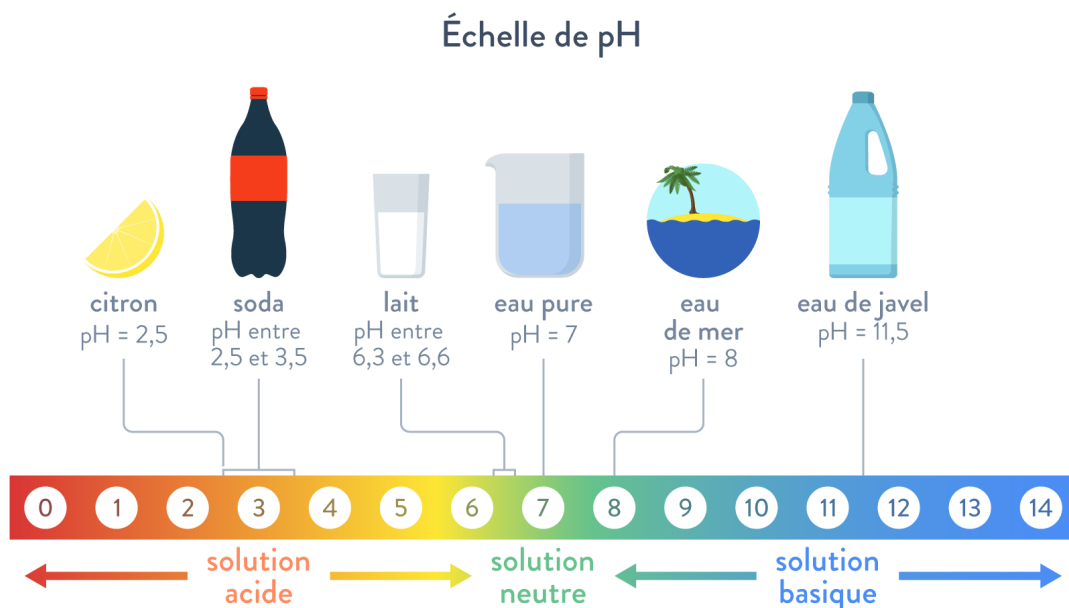 Échelle de pH
citron
pH = 2,5
soda
pH entre
2,5 et 3,5
lait
pH entre
6,3 et 6,6
eau pure
pH = 7
eau
de mer
pH = 8
eau de javel
pH = 11,5
0 1 2 3 4 5 6 7 8 9 10 11 12 13 14
solution
acide
solution
neutre
solution
basique